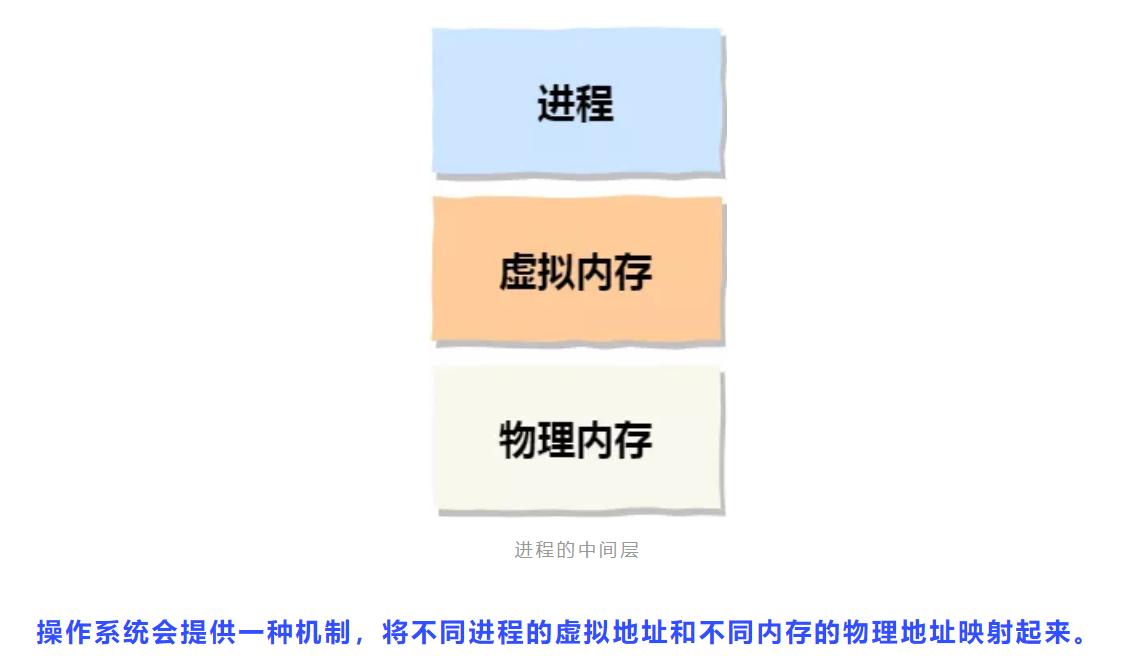 进程
虚拟内存
物理内存
进程的中间层
操作系统会提供一种机制，将不同进程的虚拟地址和不同内存的物理地址映射起来。